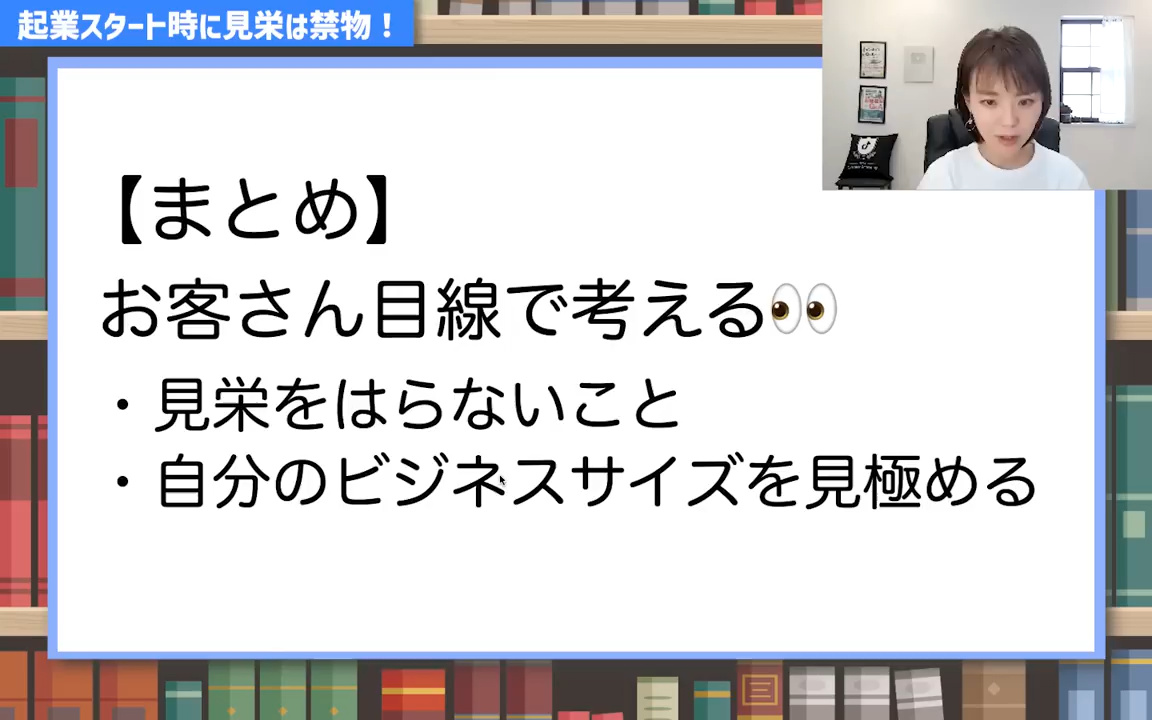 起業スタート時に見栄は禁物！
【まとめ】
お客さん目線で考える👀
・見栄をはらないこと
・自分のビジネスサイズを見極める